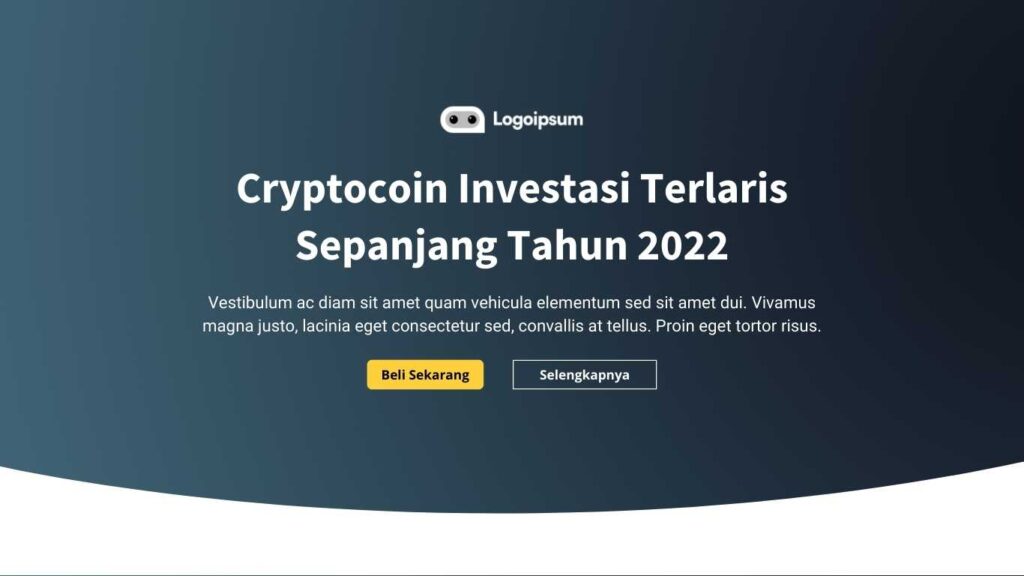 Logoipsum
Cryptocoin Investasi Terlaris
Sepanjang Tahun 2022
Vestibulum ac diam sit amet quam vehicula elementum sed sit amet dui. Vivamus
magna justo, lacinia eget consectetur sed, convallis at tellus. Proin eget tortor risus.
Beli Sekarang
Selengkapnya